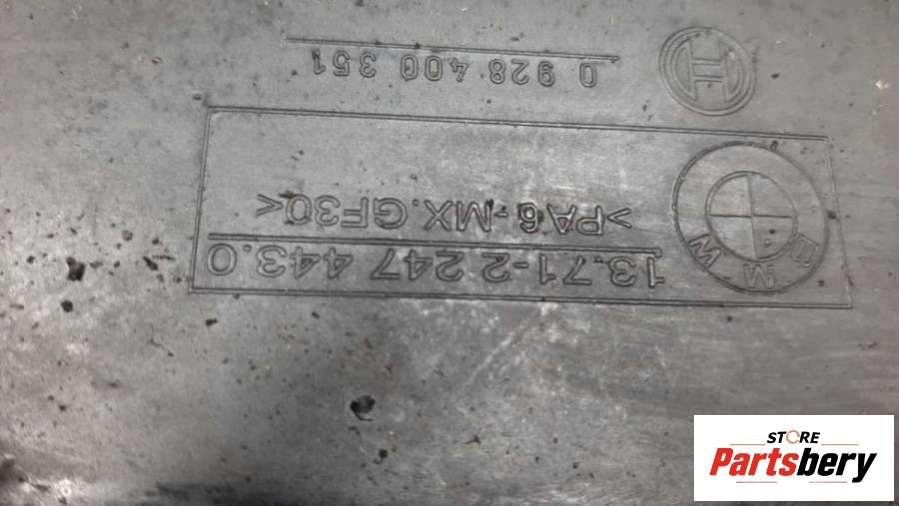 BMW
13.71-2 247 443.0
>PA6-MX.GF30<
0 928 400 351
STORE
Partsbery